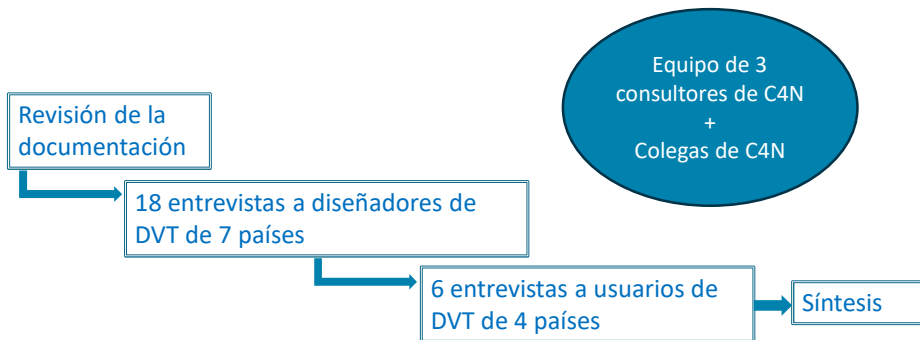 Equipo de 3
consultores de C4N
+
Colegas de C4N
Revisión de la
documentación
18 entrevistas a diseñadores de
DVT de 7 países
6 entrevistas a usuarios de
DVT de 4 países
Síntesis